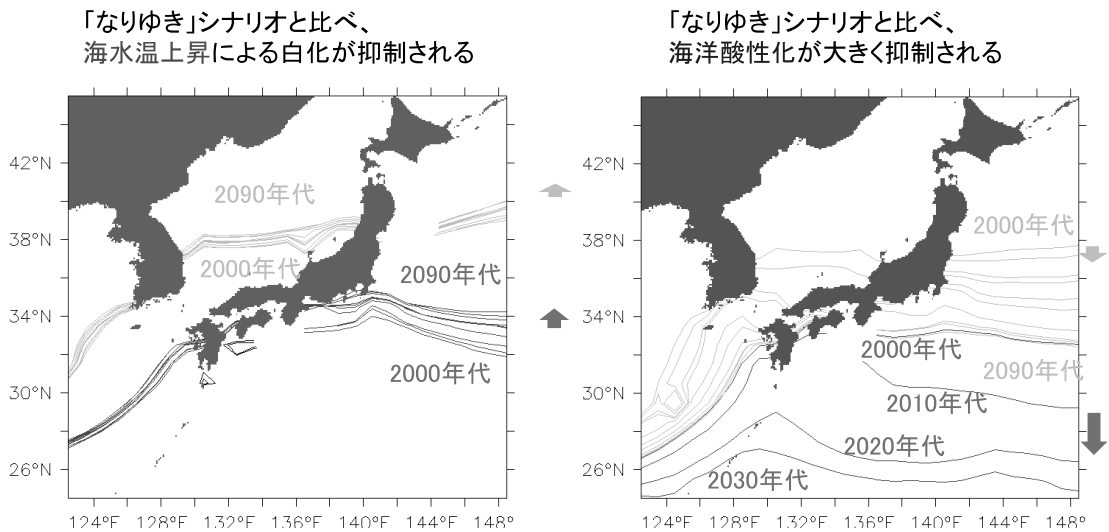 「なりゆき」シナリオと比べ、
海水温上昇による白化が抑制される
42°N
38°N
34°N
30°N
26°N
2090年代
2000年代
2090年代
2000年代
124°E 128°E 132°E 136°E 140°E 144°E 148°
「なりゆき」シナリオと比べ、
海洋酸性化が大きく抑制される
42°N
38°N
34°N
30°N
26°N
2000年代
2000年代
2090年代
2010年代
2020年代
2030年代
124°E 128°E 132°E 136°E 140°E 144°E 148°